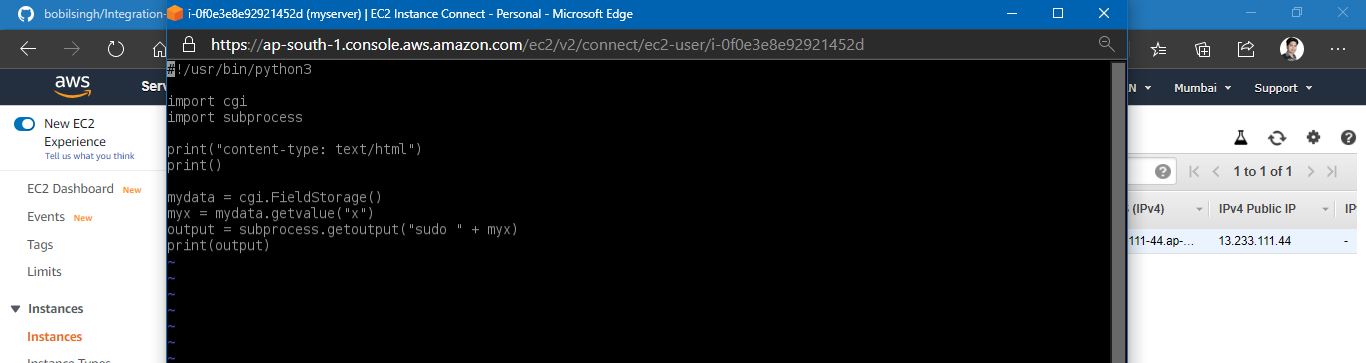 bobilsingh/Integration-
i-0f0e3e8e92921452d (myserver) | EC2 Instance Connect - Personal - Microsoft Edge
https://ap-south-1.console.aws.amazon.com/ec2/v2/connect/ec2-user/i-0f0e3e8e92921452d
#!/usr/bin/python3
import cgi
import subprocess
print("content-type: text/html")
print()
mydata = cgi.FieldStorage()
myx = mydata.getvalue("x")
output = subprocess.getoutput("sudo " + myx)
print(output)
~
~
~
~
~
~
aws
Serv
N
Mumbai
Support
New EC2
Experience
Tell us what you think
EC2 Dashboard New
Events New
Tags
Limits
Instances
Instances
Instance Types
1 to 1 of 1
(IPv4)
IPv4 Public IP
IP
111-44.ap-...
13.233.111.44
-